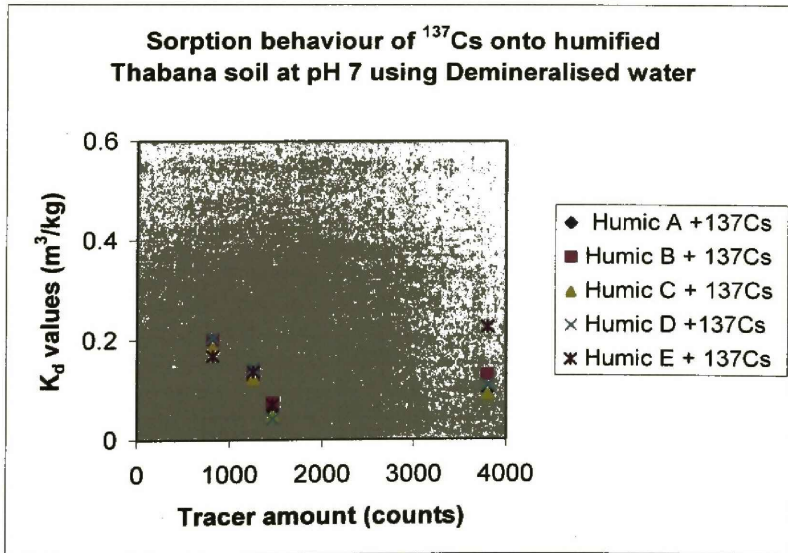 Sorption behaviour of ¹³⁷Cs onto humified
Thabana soil at pH 7 using Demineralised water
0.6
0.4
0.2
0
K_d values (m³/kg)
0 1000 2000 3000 4000
Tracer amount (counts)
Humic A +137Cs
Humic B + 137Cs
Humic C + 137Cs
Humic D +137Cs
Humic E + 137Cs